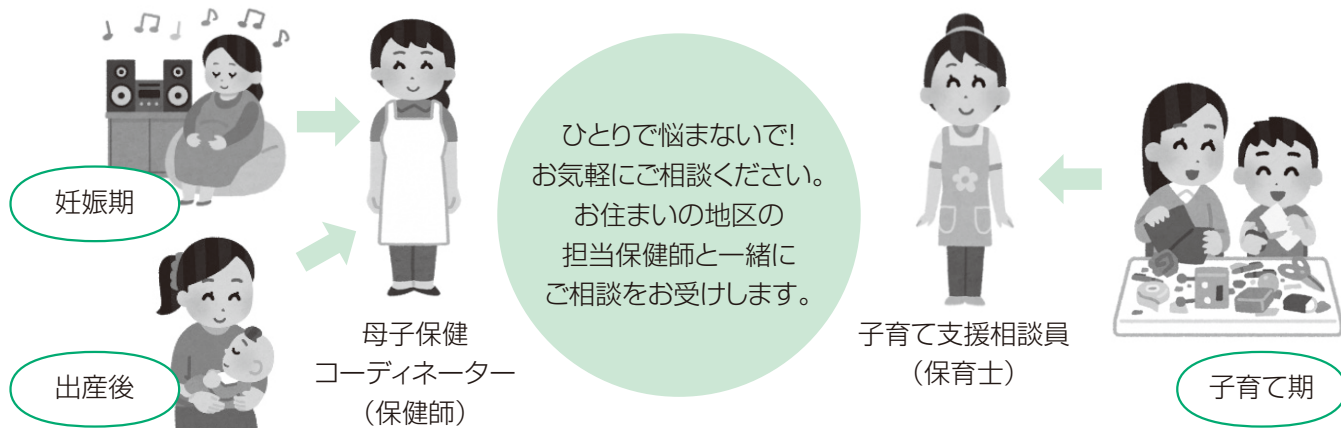 妊娠期
出産後
母子保健
コーディネーター
（保健師）
ひとりで悩まないで!
お気軽にご相談ください。
お住まいの地区の
担当保健師と一緒に
ご相談をお受けします。
子育て支援相談員
（保育士）
子育て期